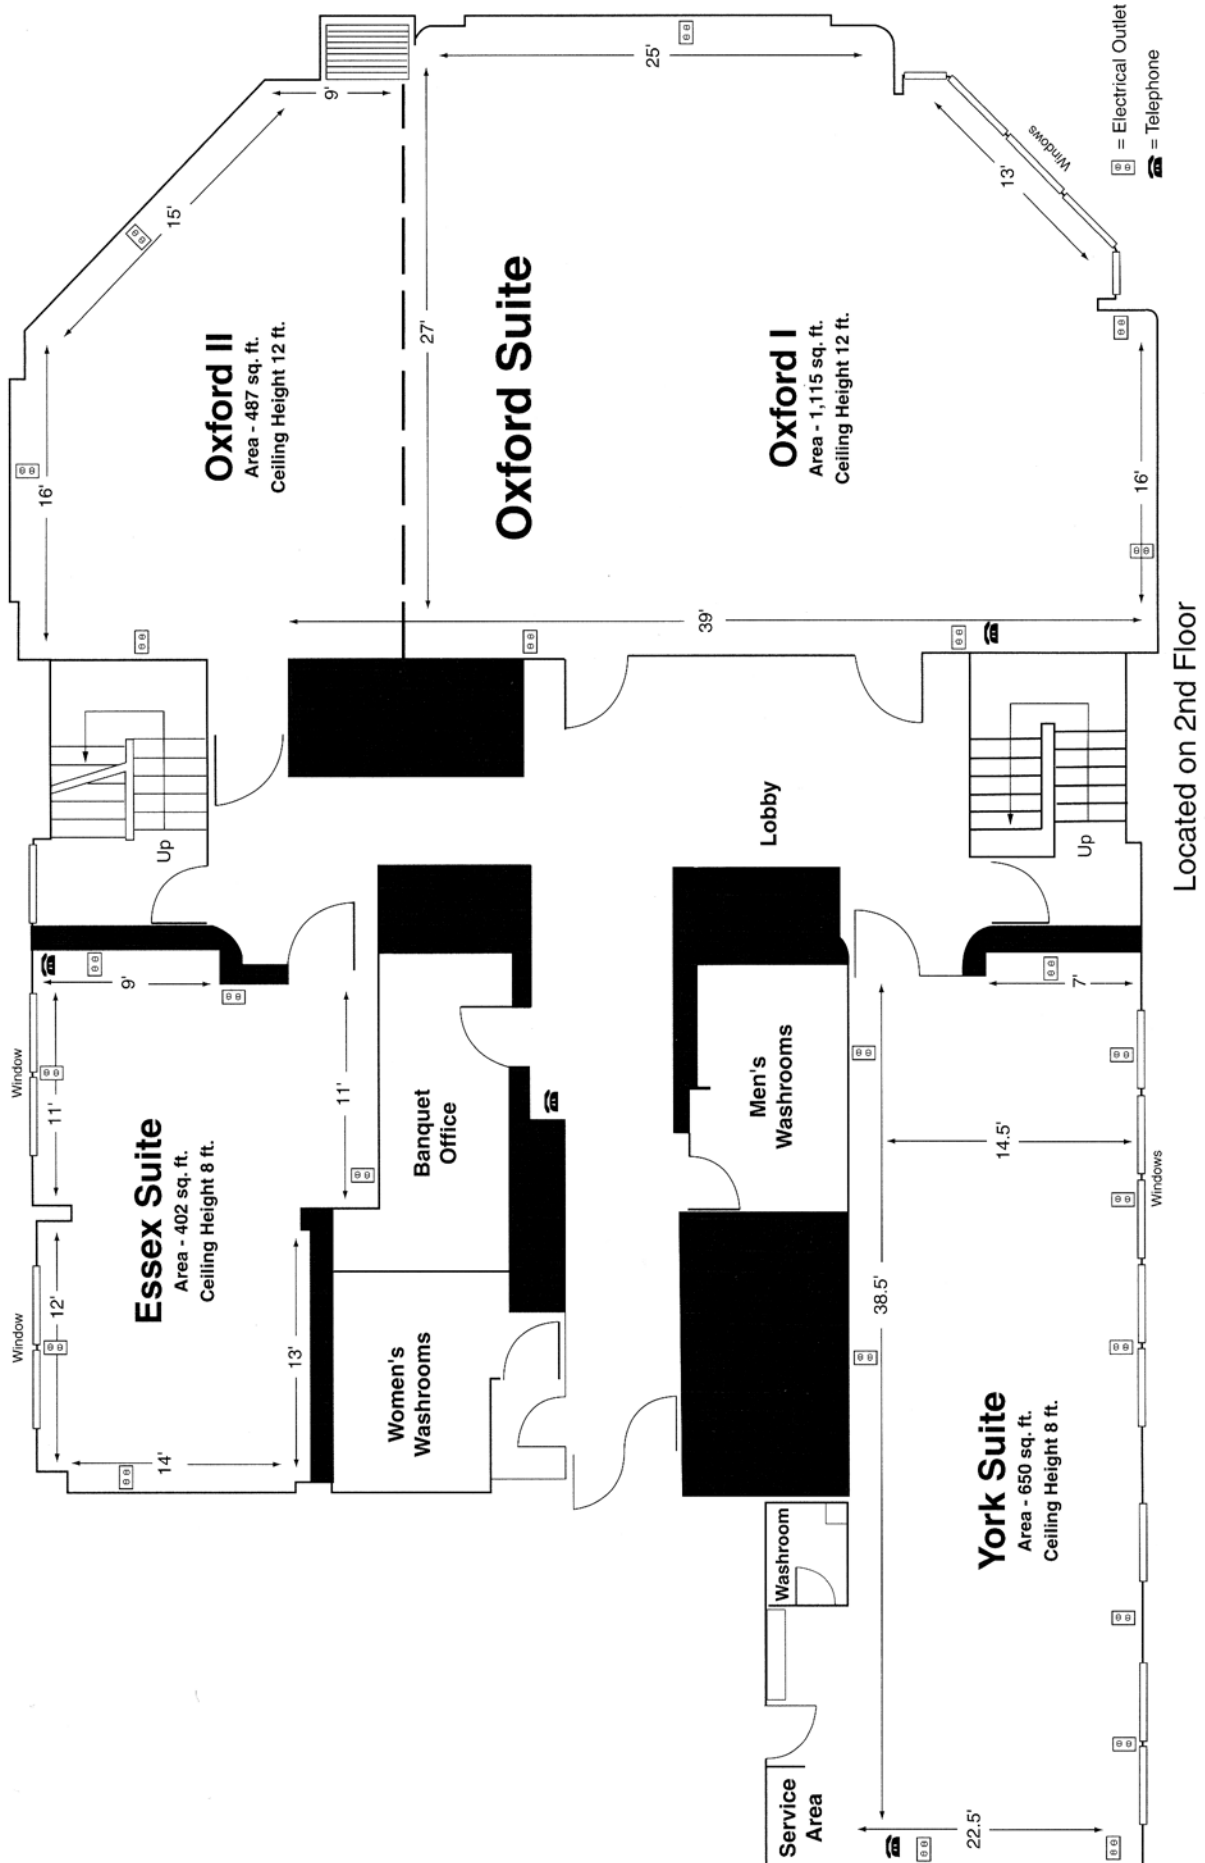 Essex Suite
Area - 402 sq. ft.
Ceiling Height 8 ft.
Window
Window
12'
11'
9'
14'
13'
11'
Women's
Washrooms
Banquet
Office
Up
Oxford II
Area - 487 sq. ft.
Ceiling Height 12 ft.
16'
15'
9'
27'
25'
Oxford Suite
Oxford I
Area - 1,115 sq. ft.
Ceiling Height 12 ft.
39'
16'
13'
Windows
Lobby
Up
Men's
Washrooms
Washroom
Service
Area
38.5'
14.5'
7'
22.5'
York Suite
Area - 650 sq. ft.
Ceiling Height 8 ft.
Windows
Located on 2nd Floor
= Electrical Outlet
= Telephone